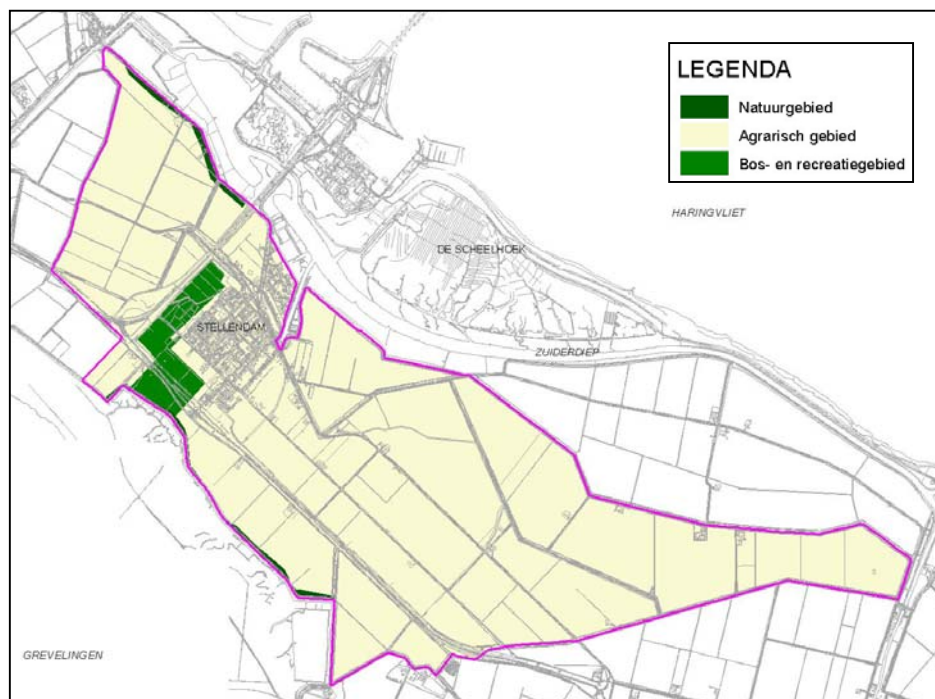 LEGENDA
Natuurgebied
Agrarisch gebied
Bos- en recreatiegebied
HARINGVLIET
DE SCHEELHOEK
STELLENDAM
ZUIDERDIEP
GREVELINGEN